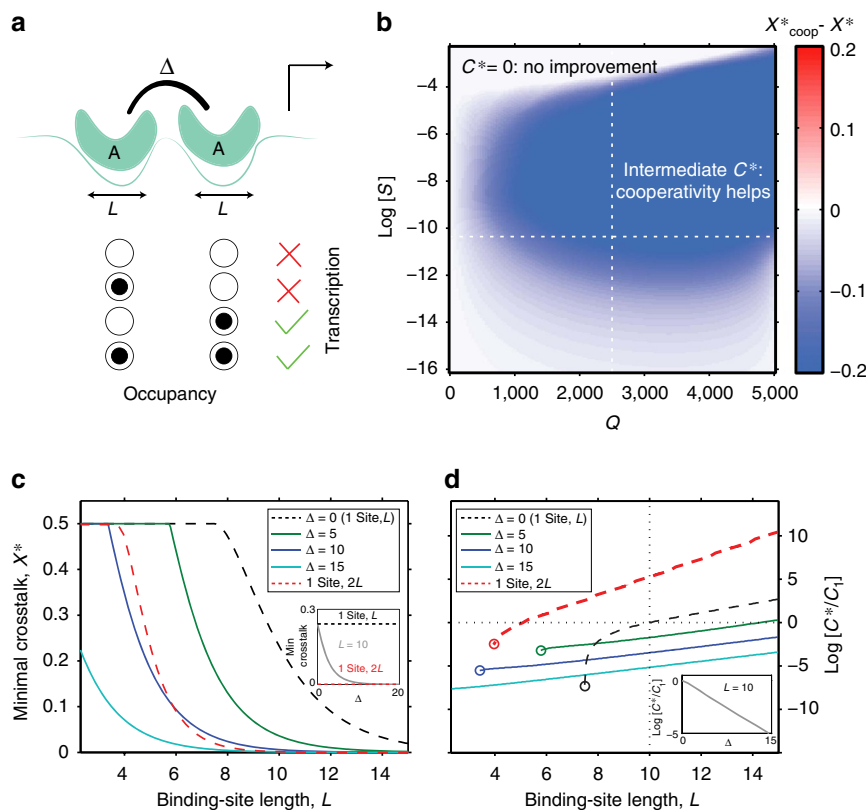 a
Δ
A A
L L
Transcription
Occupancy
b
X*coop- X*
C*= 0: no improvement
Intermediate C*:
cooperativity helps
Log [S]
−4
−6
−8
−10
−12
−14
−16
0 1,000 2,000 3,000 4,000 5,000
Q
0.2
0.1
0
−0.1
−0.2
c
Minimal crosstalk, X*
0.5
0.4
0.3
0.2
0.1
0
4 6 8 10 12 14
Binding-site length, L
Δ = 0 (1 Site,L)
Δ = 5
Δ = 10
Δ = 15
1 Site, 2L
0.3
Min
crosstalk
1 Site, L
L = 10
1 Site, 2L
0
0 20
Δ
d
Δ = 0 (1 Site, L)
Δ = 5
Δ = 10
Δ = 15
1 Site, 2L
10
5
0
−5
−10
Log [C*/C1]
4 6 8 10 12 14
Binding-site length, L
Log [C*/C1]
0
−5
L = 10
0 15
Δ